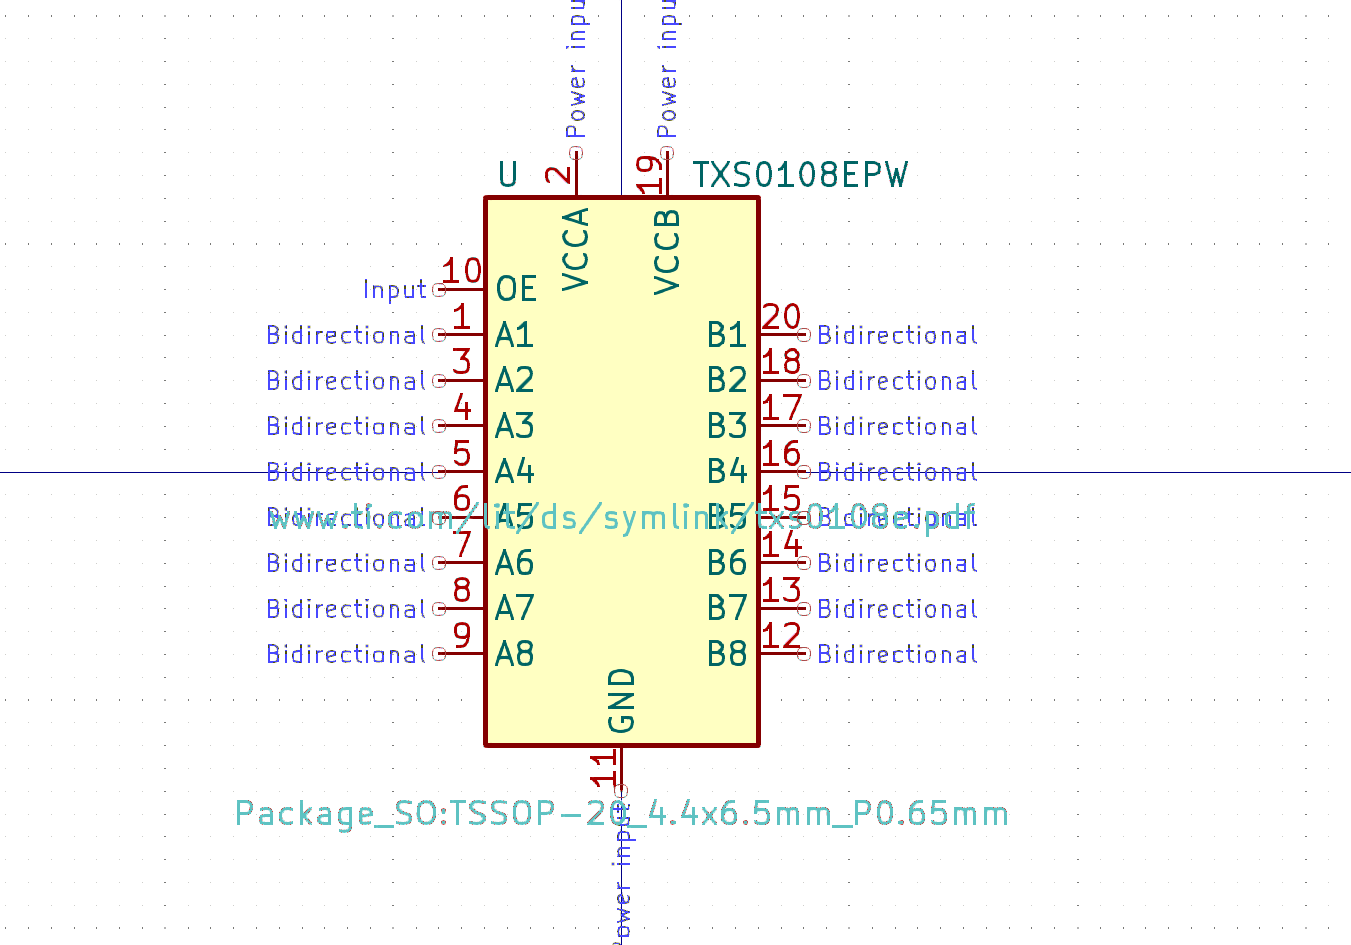 Power inpu
Power inpu
U
2
19
TXS0108EPW
VCCA
VCCB
Input 10 OE
Bidirectional 1 A1 B1 20 Bidirectional
Bidirectional 3 A2 B2 18 Bidirectional
Bidirectional 4 A3 B3 17 Bidirectional
Bidirectional 5 A4 B4 16 Bidirectional
Bidirectional 6 A5 B5 15 Bidirectional
www.ti.com/lit/ds/symlink/txs0108e.pdf
Bidirectional 7 A6 B6 14 Bidirectional
Bidirectional 8 A7 B7 13 Bidirectional
Bidirectional 9 A8 B8 12 Bidirectional
GND
11
Package_SO:TSSOP-20_4.4x6.5mm_P0.65mm
Power input